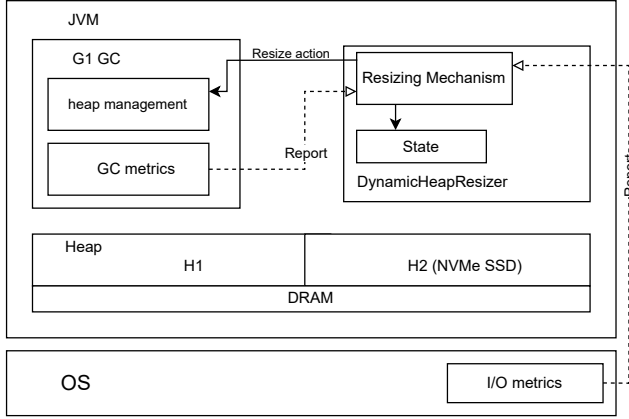 JVM
G1 GC
heap management
GC metrics
Resize action
Report
Resizing Mechanism
State
DynamicHeapResizer
Report
Heap
H1
H2 (NVMe SSD)
DRAM
OS
I/O metrics